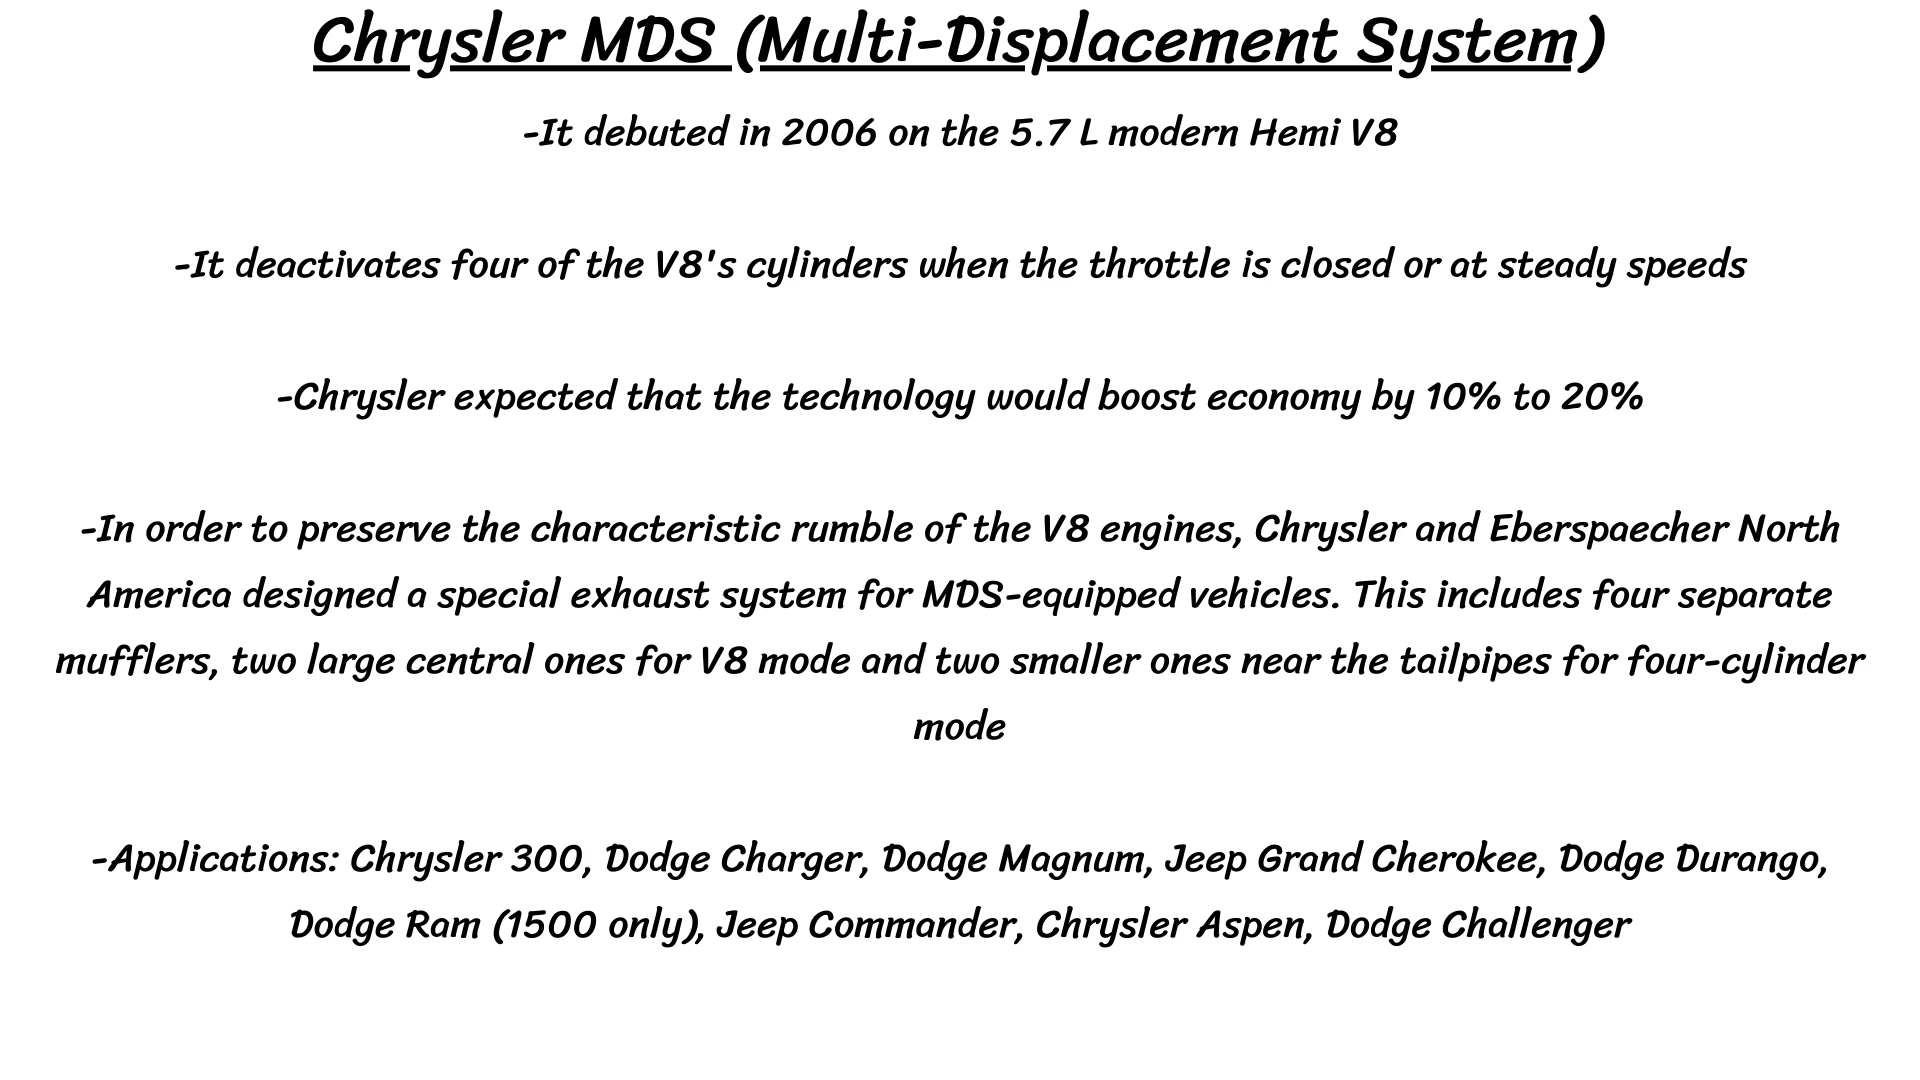 Chrysler MDS (Multi-Displacement System)
-It debuted in 2006 on the 5.7 L modern Hemi V8
-It deactivates four of the V8's cylinders when the throttle is closed or at steady speeds
-Chrysler expected that the technology would boost economy by 10% to 20%
-In order to preserve the characteristic rumble of the V8 engines, Chrysler and Eberspaecher North
America designed a special exhaust system for MDS-equipped vehicles. This includes four separate
mufflers, two large central ones for V8 mode and two smaller ones near the tailpipes for four-cylinder
mode
-Applications: Chrysler 300, Dodge Charger, Dodge Magnum, Jeep Grand Cherokee, Dodge Durango,
Dodge Ram (1500 only), Jeep Commander, Chrysler Aspen, Dodge Challenger